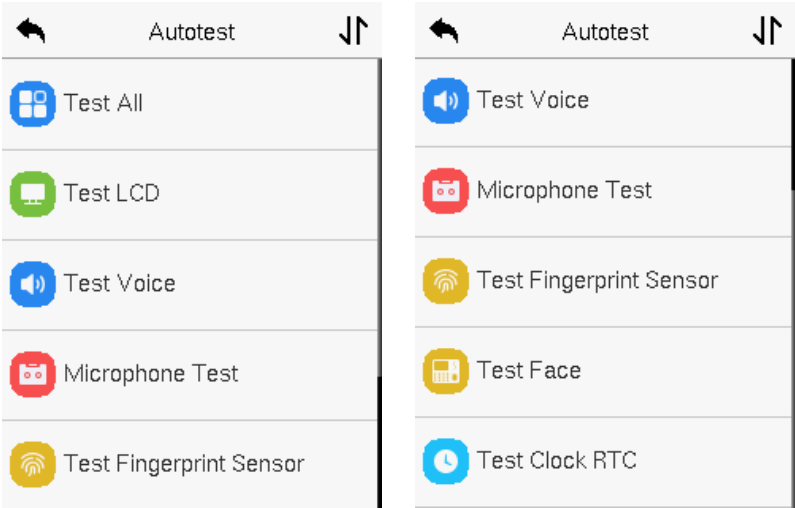 Autotest
Test All
Test LCD
Test Voice
Microphone Test
Test Fingerprint Sensor
Autotest
Test Voice
Microphone Test
Test Fingerprint Sensor
Test Face
Test Clock RTC